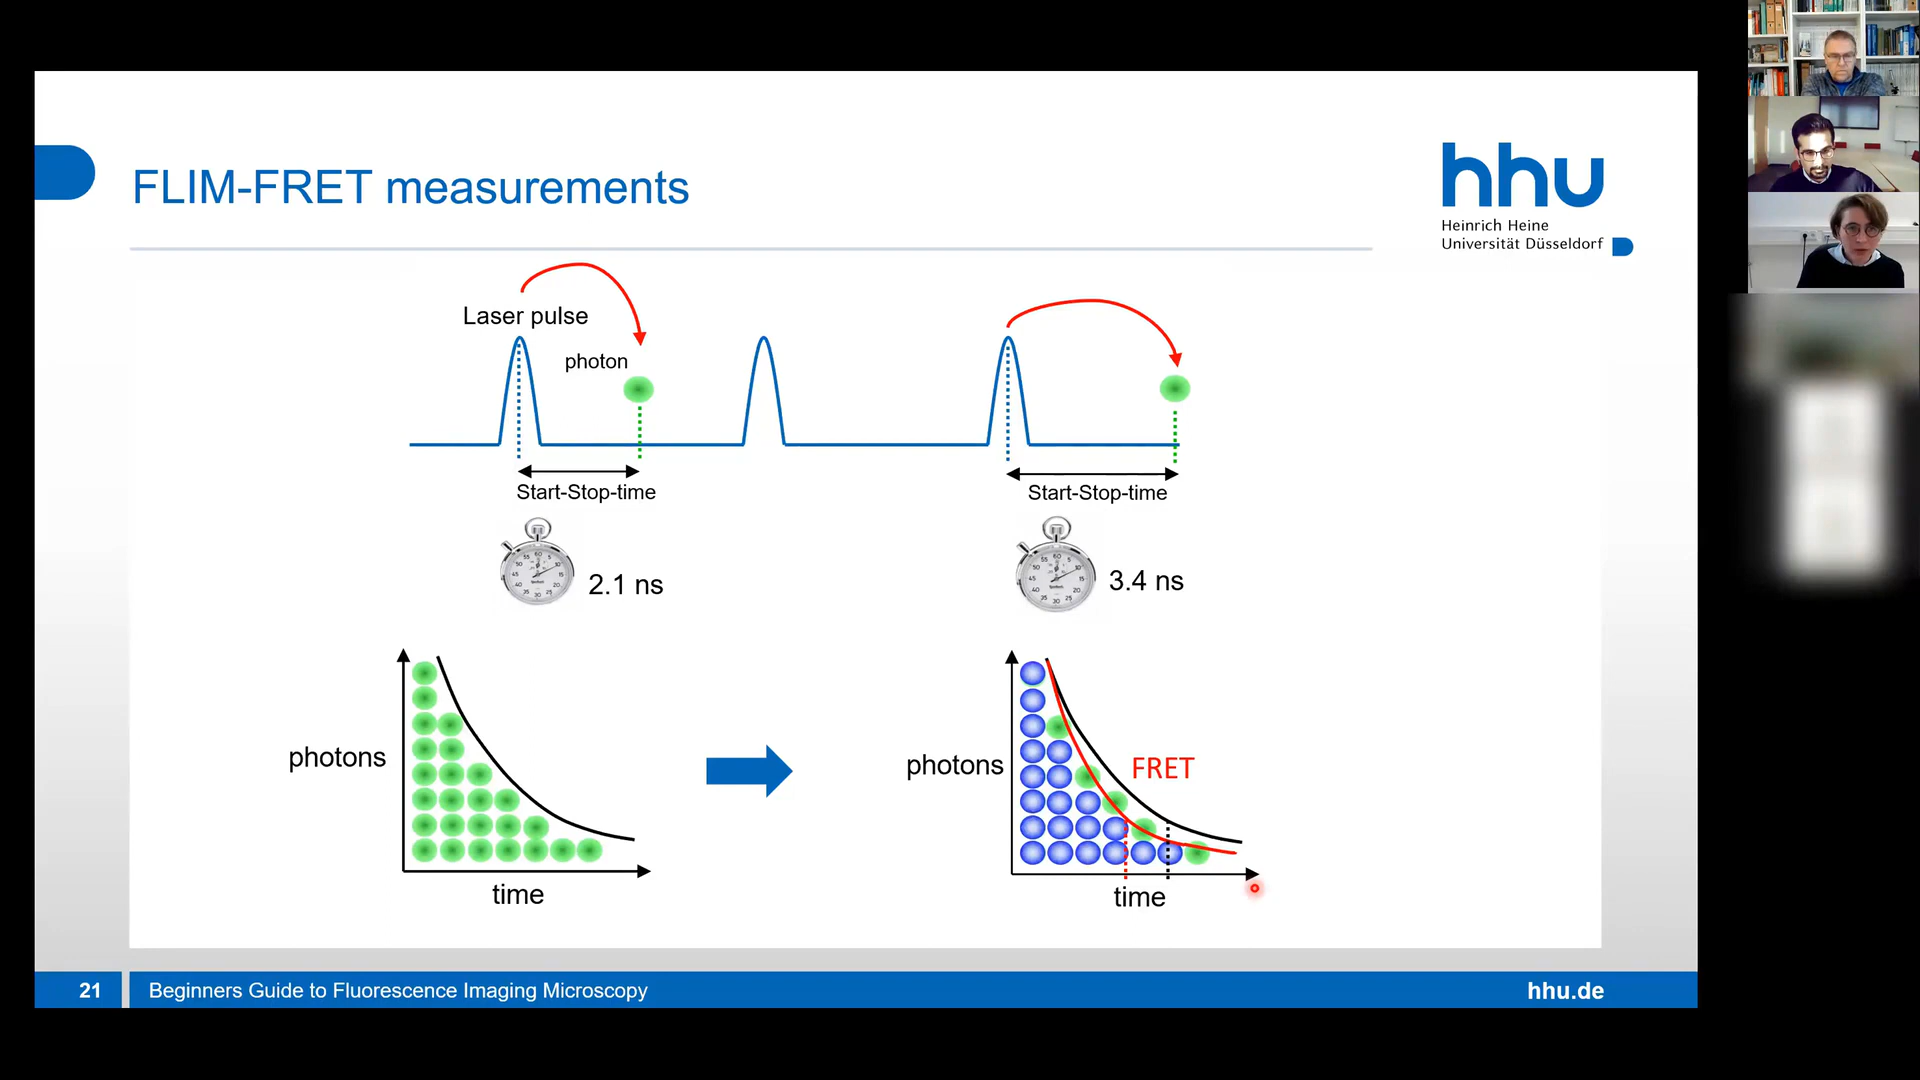 FLIM-FRET measurements
hhu
Heinrich Heine
Universität Düsseldorf
Laser pulse
photon
Start-Stop-time
Start-Stop-time
2.1 ns
3.4 ns
photons
time
photons
FRET
time
21
Beginners Guide to Fluorescence Imaging Microscopy
hhu.de